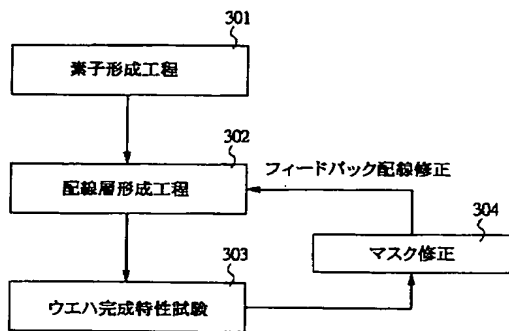 301
素子形成工程
302
配線層形成工程
フィードバック配線修正
304
マスク修正
303
ウエハ完成特性試験